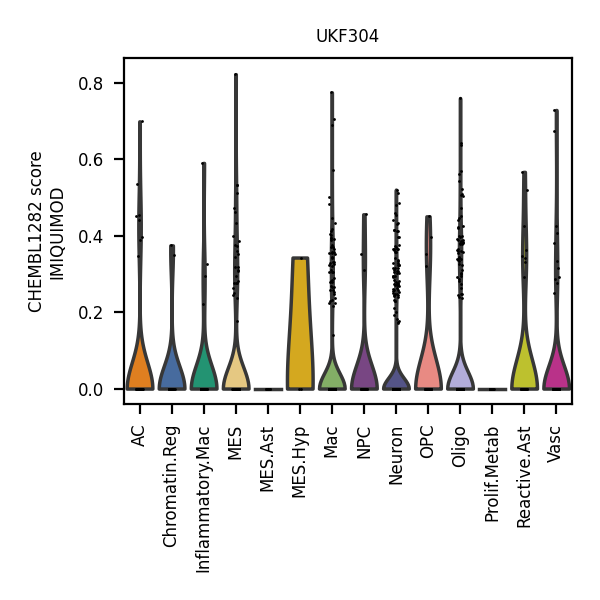 UKF304
CHEMBL1282 score
IMIQUIMOD
0.8
0.6
0.4
0.2
0.0
AC
Chromatin.Reg
Inflammatory.Mac
MES
MES.Ast
MES.Hyp
Mac
NPC
Neuron
OPC
Oligo
Prolif.Metab
Reactive.Ast
Vasc